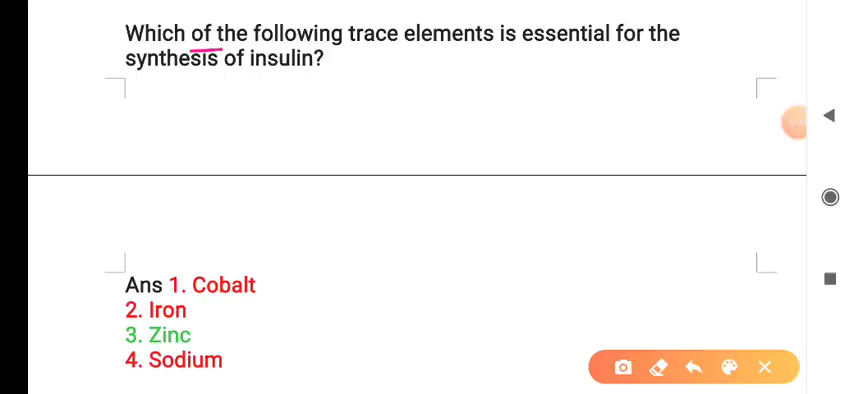 Which of the following trace elements is essential for the
synthesis of insulin?
Ans 1. Cobalt
2. Iron
3. Zinc
4. Sodium